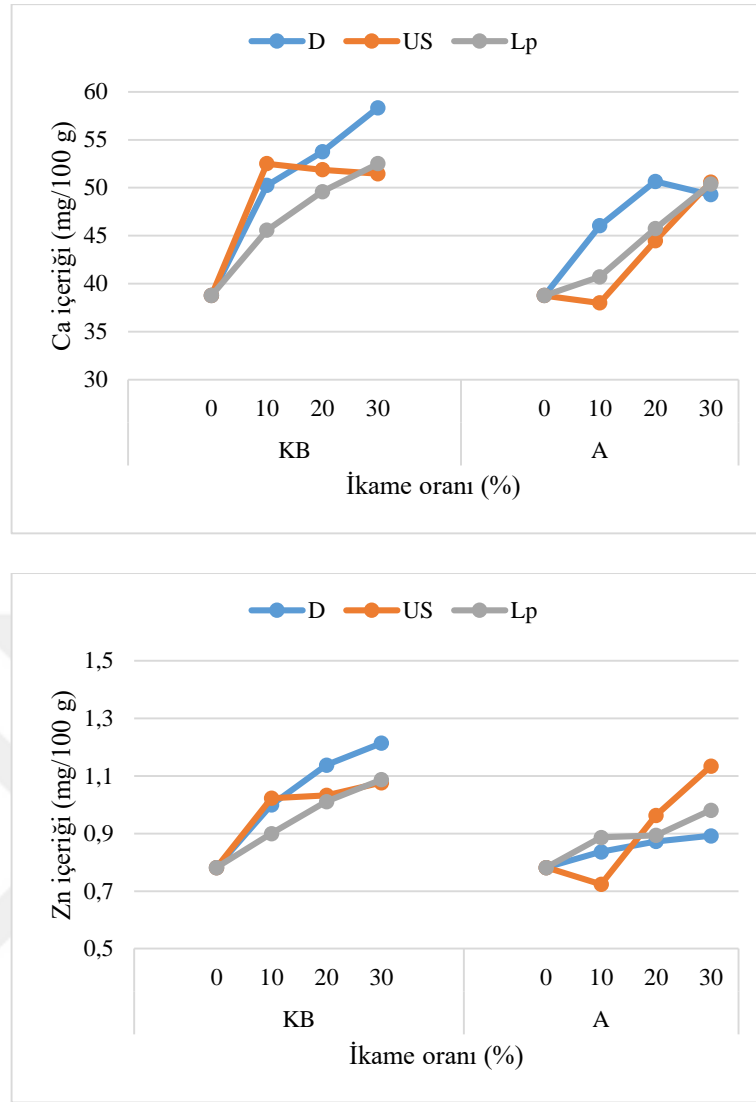 D US Lp
60
55
50
45
40
35
30
Ca içeriği (mg/100 g)
0 10 20 30 0 10 20 30
KB A
İkame oranı (%)
D US Lp
1,5
1,3
1,1
0,9
0,7
0,5
Zn içeriği (mg/100 g)
0 10 20 30 0 10 20 30
KB A
İkame oranı (%)